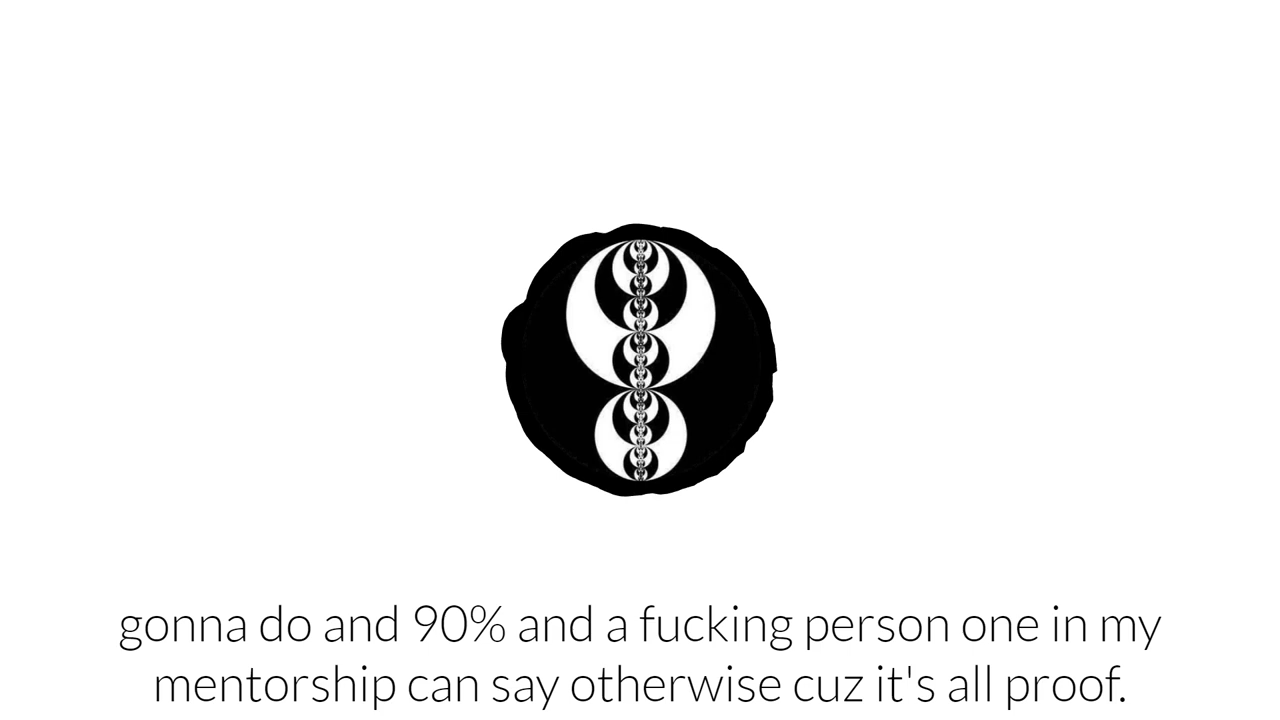 gonna do and 90% and a fucking person one in my
mentorship can say otherwise cuz it's all proof.